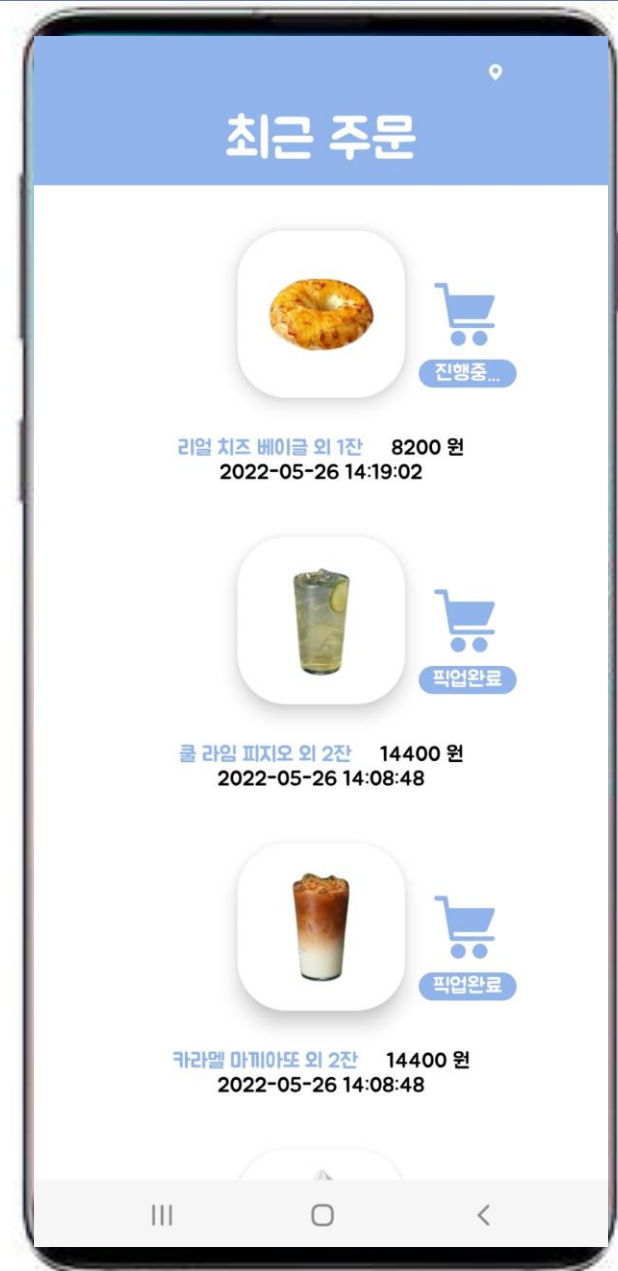 최근 주문
진행중...
리얼 치즈 베이글 외 1잔 8200 원
2022-05-26 14:19:02
픽업완료
쿨 라임 피지오 외 2잔 14400 원
2022-05-26 14:08:48
픽업완료
카라멜 마끼아또 외 2잔 14400 원
2022-05-26 14:08:48